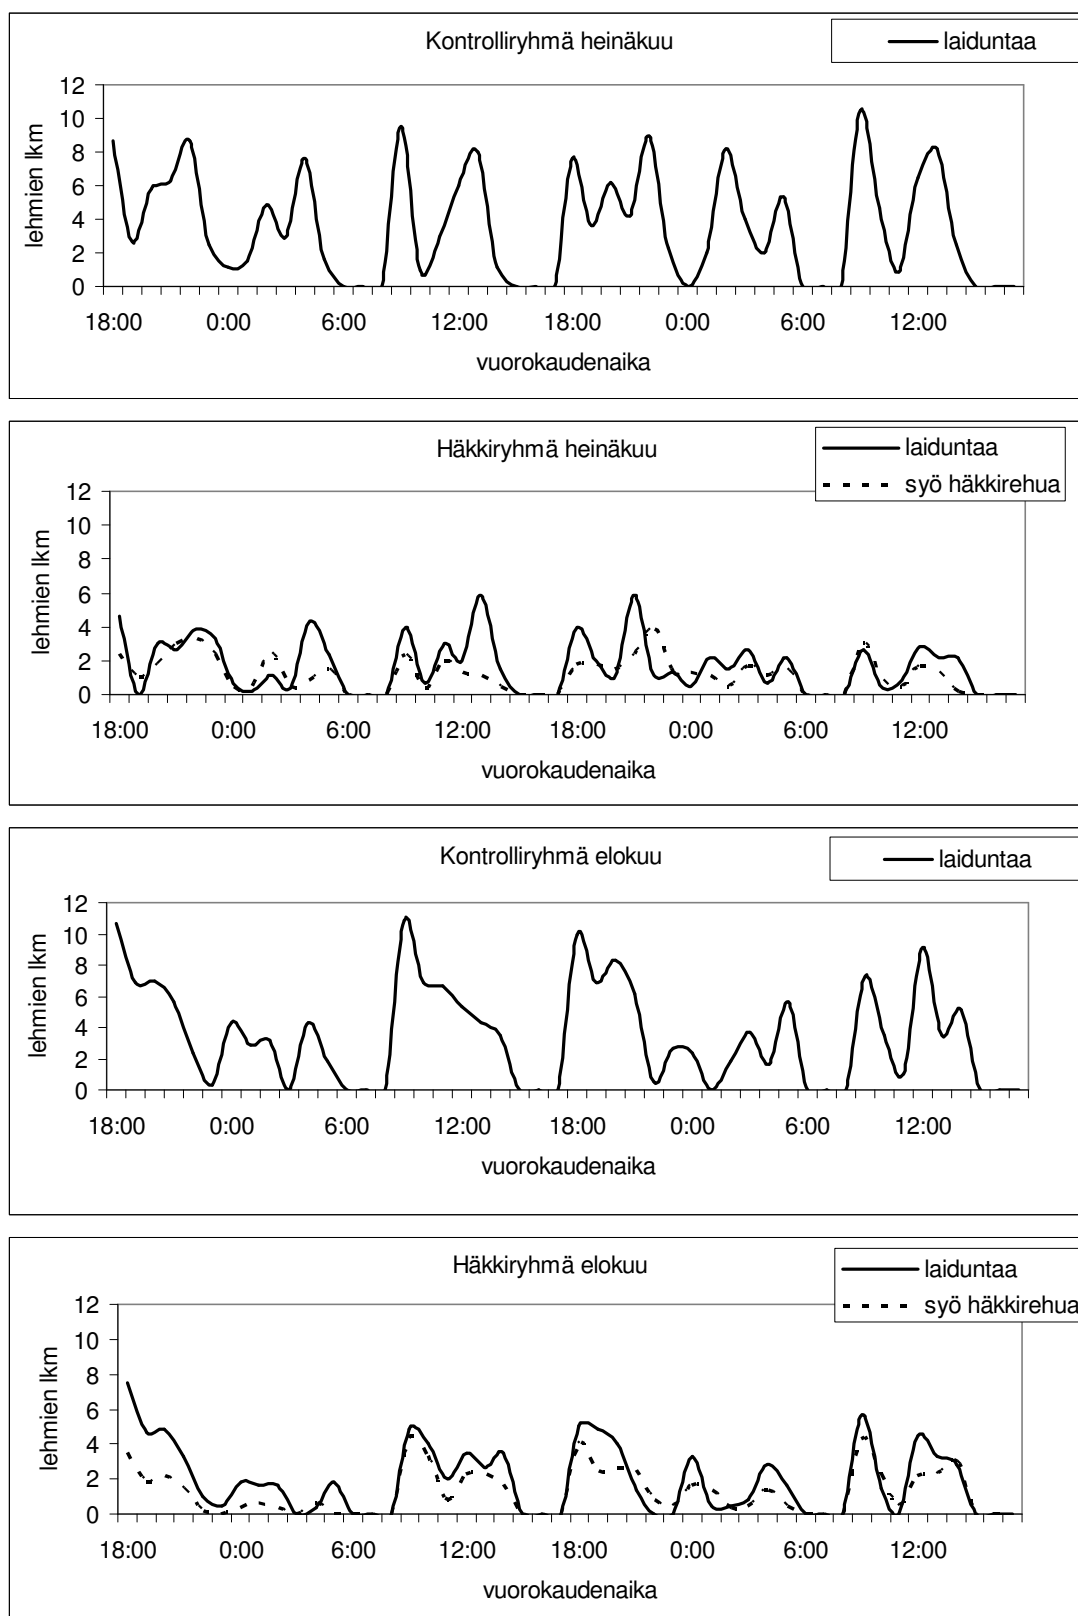 Kontrolliryhmä heinäkuu
laiduntaa
12
10
8
6
4
2
0
lehmien lkm
18:00 0:00 6:00 12:00 18:00 0:00 6:00 12:00
vuorokaudenaika
Häkkiryhmä heinäkuu
laiduntaa
syö häkkirehua
12
10
8
6
4
2
0
lehmien lkm
18:00 0:00 6:00 12:00 18:00 0:00 6:00 12:00
vuorokaudenaika
Kontrolliryhmä elokuu
laiduntaa
12
10
8
6
4
2
0
lehmien lkm
18:00 0:00 6:00 12:00 18:00 0:00 6:00 12:00
vuorokaudenaika
Häkkiryhmä elokuu
laiduntaa
syö häkkirehua
12
10
8
6
4
2
0
lehmien lkm
18:00 0:00 6:00 12:00 18:00 0:00 6:00 12:00
vuorokaudenaika